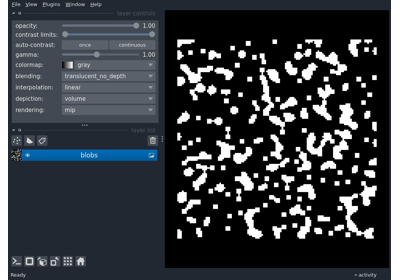 File View Plugins Window Help
layer controls
opacity: 1.00
contrast limits:
auto-contrast: once continuous
gamma: 1.00
colormap: gray
blending: translucent_no_depth
interpolation: linear
depiction: volume
rendering: mip
layer list
blobs
Ready activity